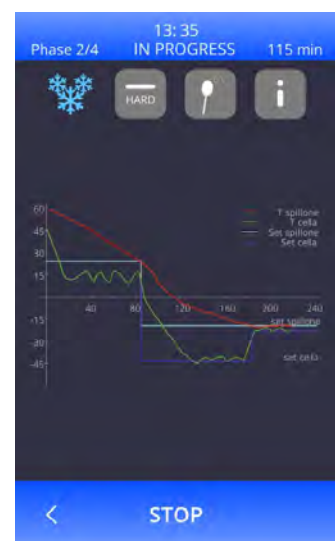 13:35
Phase 2/4 IN PROGRESS 115 min
HARD
i
T spillone
T cella
Set spillone
Set cella
60
45
30
15
40 80 120 160 200 240
-15
set spillone
-30
set cella
-45
STOP